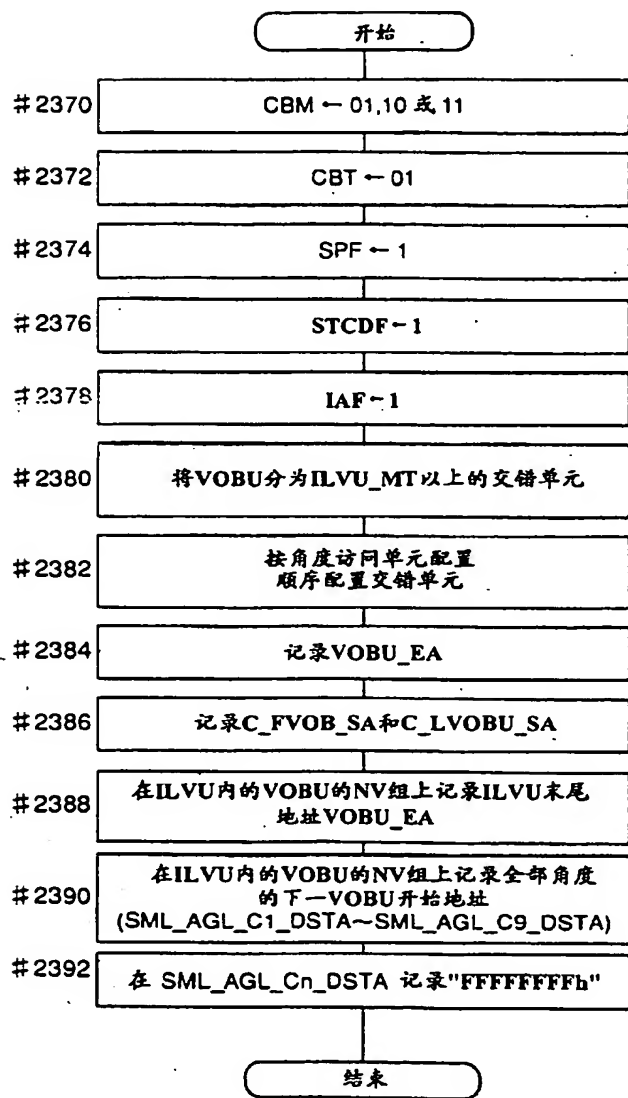 开始
#2370 CBM ← 01,10 或 11
#2372 CBT ← 01
#2374 SPF ← 1
#2376 STCDF ← 1
#2378 IAF ← 1
#2380 将VOBU分为ILVU_MT以上的交错单元
#2382 按角度访问单元配置
顺序配置交错单元
#2384 记录VOBU_EA
#2386 记录C_FVOB_SA和C_LVOBU_SA
#2388 在ILVU内的VOBU的NV组上记录ILVU末尾
地址VOBU_EA
#2390 在ILVU内的VOBU的NV组上记录全部角度
的下一VOBU开始地址
(SML_AGL_C1_DSTA～SML_AGL_C9_DSTA)
#2392 在 SML_AGL_Cn_DSTA 记录"FFFFFFFFh"
结束